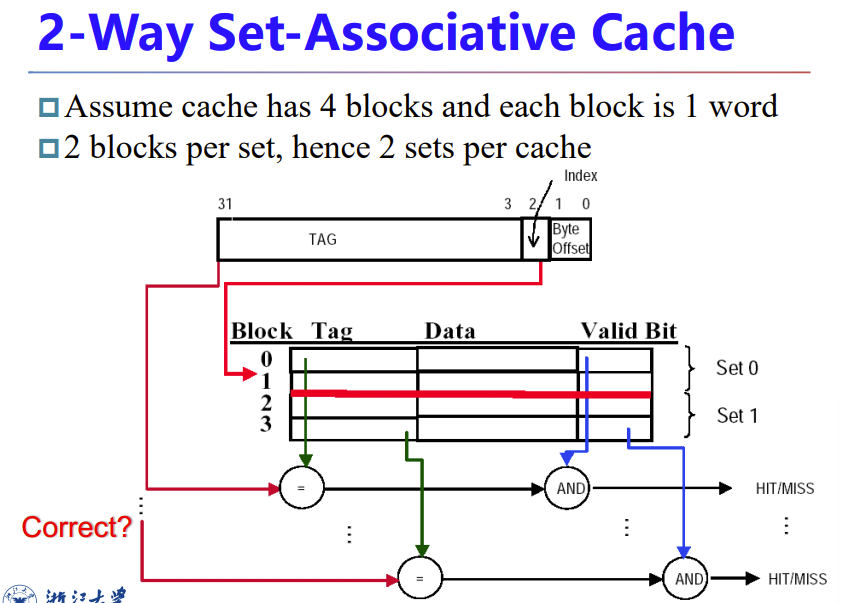 2-Way Set-Associative Cache
Assume cache has 4 blocks and each block is 1 word
2 blocks per set, hence 2 sets per cache
Index
31 3 2 1 0
TAG
Byte
Offset
Block Tag Data Valid Bit
0
1
2
3
Set 0
Set 1
= AND HIT/MISS
Correct?
= AND HIT/MISS
浙江大学